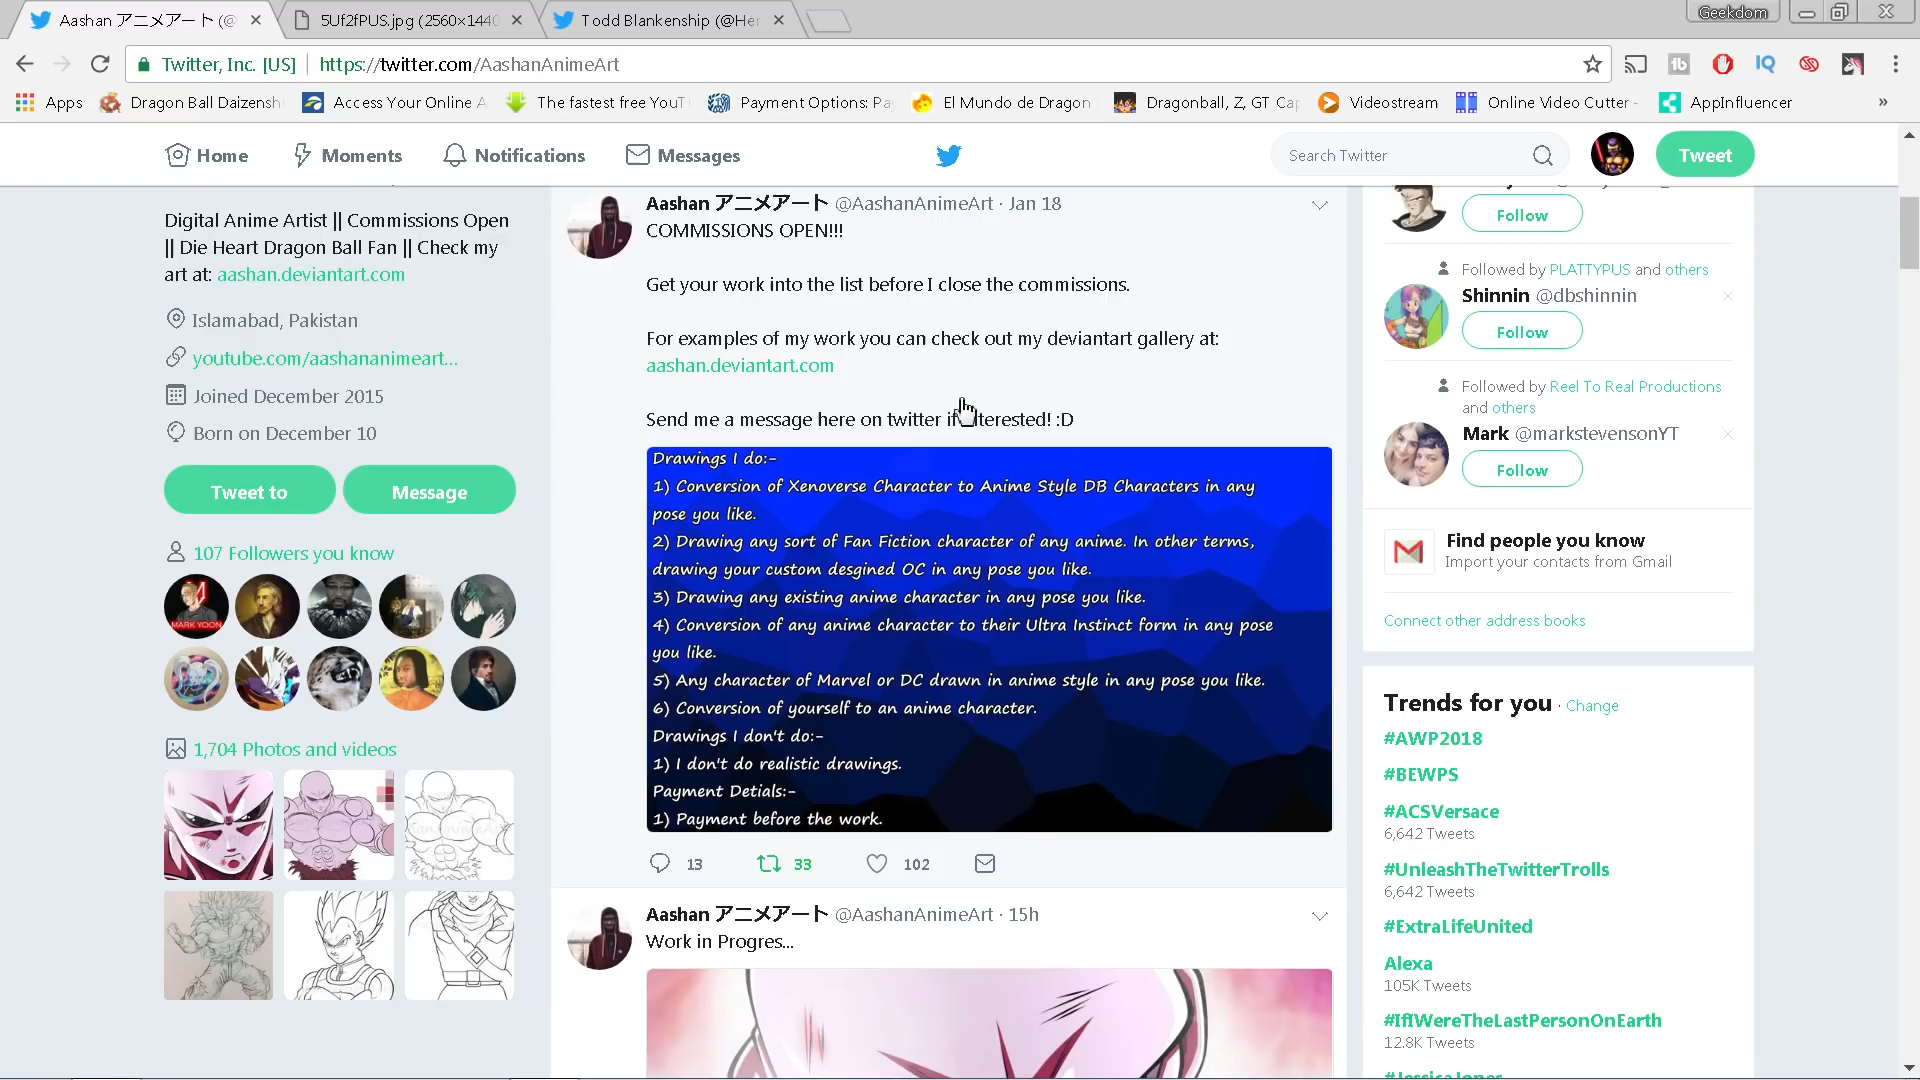 Aashan アニメアート (@
5Uf2fPUS.jpg (2560×1440
Todd Blankenship (@He
Geekdom
Twitter, Inc. [US]
https://twitter.com/AashanAnimeArt
Apps
Dragon Ball Daizensh
Access Your Online A
The fastest free YouT
Payment Options: Pa
El Mundo de Dragon
Dragonball, Z, GT Ca
Videostream
Online Video Cutter -
AppInfluencer
Home
Moments
Notifications
Messages
Search Twitter
Tweet
Digital Anime Artist || Commissions Open
|| Die Heart Dragon Ball Fan || Check my
art at: aashan.deviantart.com
Islamabad, Pakistan
youtube.com/aashananimeart...
Joined December 2015
Born on December 10
Tweet to
Message
107 Followers you know
MARK YOON
1,704 Photos and videos
Aashan アニメアート @AashanAnimeArt · Jan 18
COMMISSIONS OPEN!!!
Get your work into the list before I close the commissions.
For examples of my work you can check out my deviantart gallery at:
aashan.deviantart.com
Send me a message here on twitter if interested! :D
Drawings I do:-
1) Conversion of Xenoverse Character to Anime Style DB Characters in any
pose you like.
2) Drawing any sort of Fan Fiction character of any anime. In other terms,
drawing your custom desgined OC in any pose you like.
3) Drawing any existing anime character in any pose you like.
4) Conversion of any anime character to their Ultra Instinct form in any pose
you like.
5) Any character of Marvel or DC drawn in anime style in any pose you like.
6) Conversion of yourself to an anime character.
Drawings I don't do:-
1) I don't do realistic drawings.
Payment Detials:-
1) Payment before the work.
13
33
102
Aashan アニメアート @AashanAnimeArt · 15h
Work in Progres...
Follow
Followed by PLATTYPUS and others
Shinnin @dbshinnin
Follow
Followed by Reel To Real Productions
and others
Mark @markstevensonYT
Follow
Find people you know
Import your contacts from Gmail
Connect other address books
Trends for you · Change
#AWP2018
#BEWPS
#ACSVersace
6,642 Tweets
#UnleashTheTwitterTrolls
6,642 Tweets
#ExtraLifeUnited
Alexa
105K Tweets
#IfIWereTheLastPersonOnEarth
12.8K Tweets
#JessicaJones